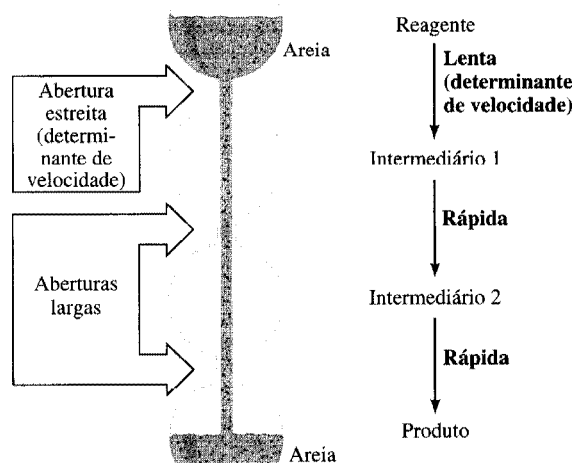 Areia
Abertura
estreita
(determi-
nante de
velocidade)
Aberturas
largas
Areia
Reagente
Lenta
(determinante
de velocidade)
Intermediário 1
Rápida
Intermediário 2
Rápida
Produto